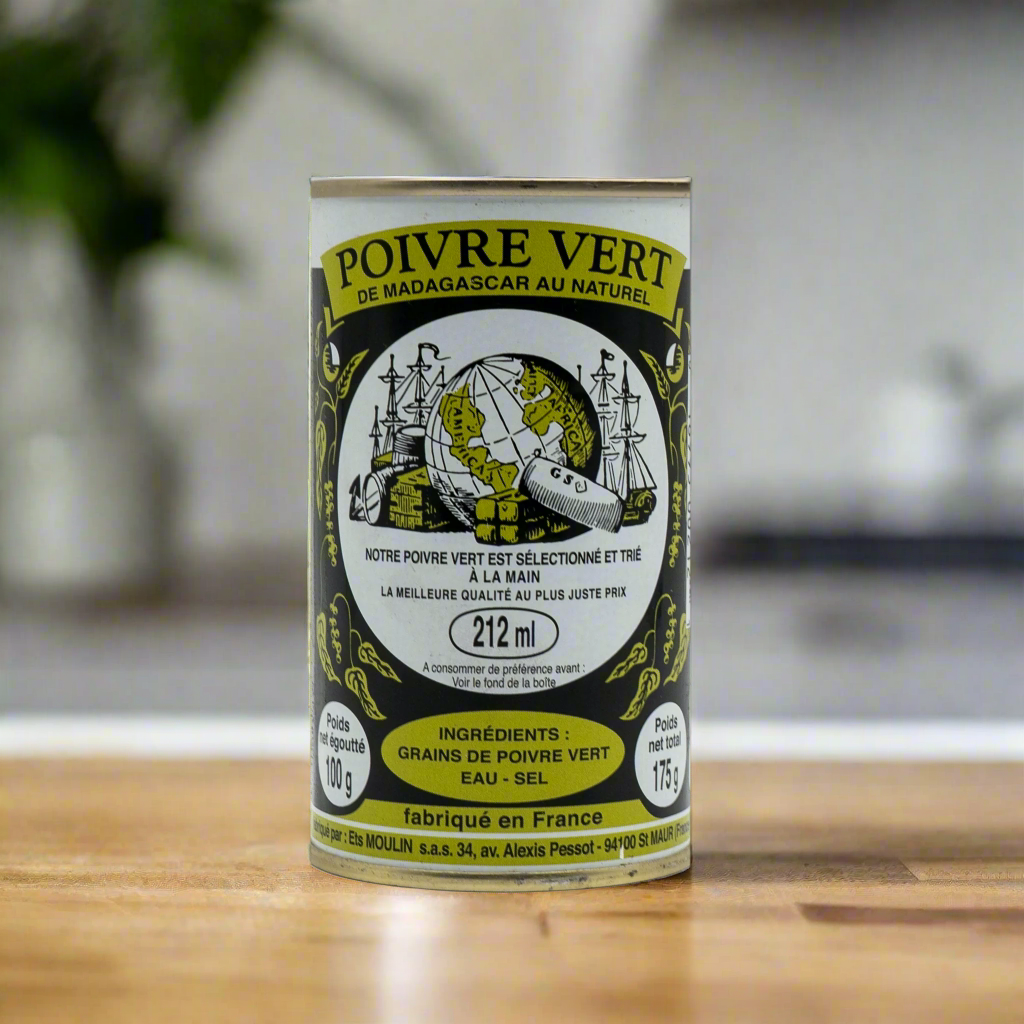 POIVRE VERT
DE MADAGASCAR AU NATUREL
AMERICA
AFRICA
GS
NOTRE POIVRE VERT EST SÉLECTIONNÉ ET TRIÉ
À LA MAIN
LA MEILLEURE QUALITÉ AU PLUS JUSTE PRIX
212 ml
A consommer de préférence avant :
Voir le fond de la boîte
Poids
net égoutté
100 g
INGRÉDIENTS :
GRAINS DE POIVRE VERT
EAU - SEL
Poids
net total
175 g
fabriqué en France
par : Ets MOULIN s.a.s. 34, av. Alexis Pessot - 94100 St MAUR